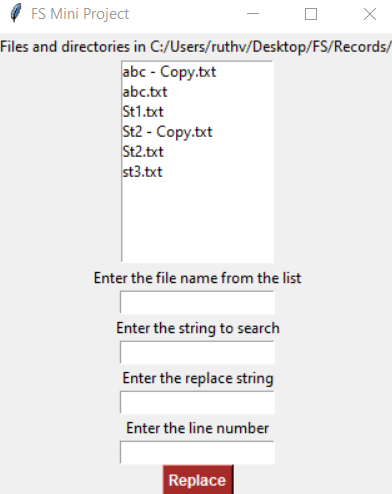 FS Mini Project
Files and directories in C:/Users/ruthv/Desktop/FS/Records/
abc - Copy.txt
abc.txt
St1.txt
St2 - Copy.txt
St2.txt
st3.txt
Enter the file name from the list
Enter the string to search
Enter the replace string
Enter the line number
Replace